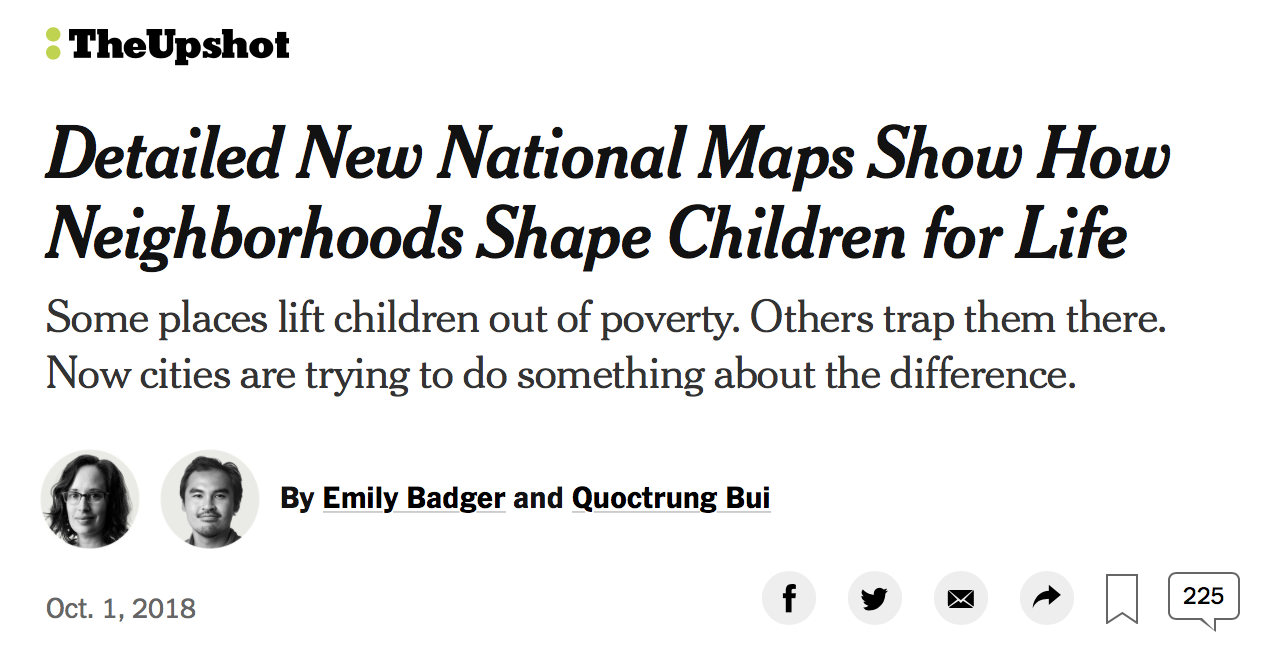 TheUpshot
Detailed New National Maps Show How
Neighborhoods Shape Children for Life
Some places lift children out of poverty. Others trap them there.
Now cities are trying to do something about the difference.
By Emily Badger and Quoctrung Bui
Oct. 1, 2018
225